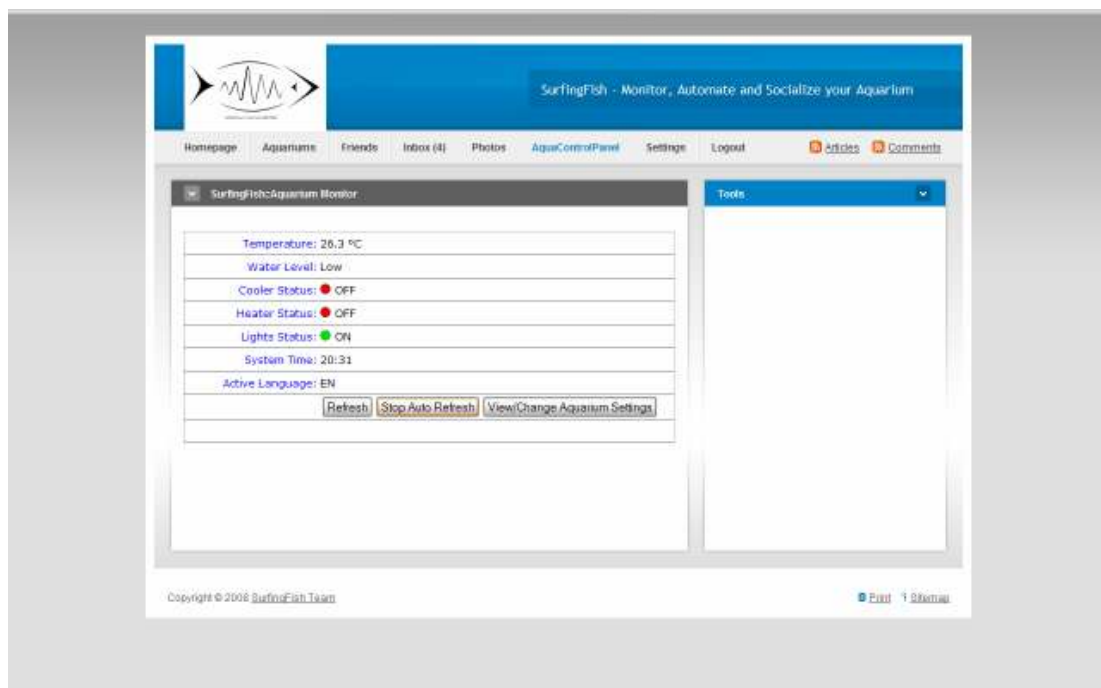 SurfingFish - Monitor, Automate and Socialize your Aquarium
Homepage Aquariums Friends Inbox (4) Photos AquaControlPanel Settings Logout Articles Comments
SurfingFish:Aquarium Monitor
Tools
Temperature: 26.3 ºC
Water Level: Low
Cooler Status: OFF
Heater Status: OFF
Lights Status: ON
System Time: 20:31
Active Language: EN
Refresh Stop Auto Refresh View/Change Aquarium Settings
Copyright © 2008 SurfingFish Team
Print Sitemap